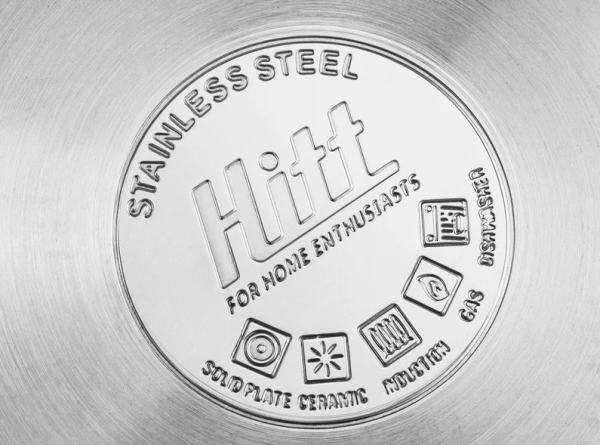 STAINLESS STEEL
Hitt
FOR HOME ENTHUSIASTS
SOLID PLATE CERAMIC INDUCTION GAS DISHWASHER